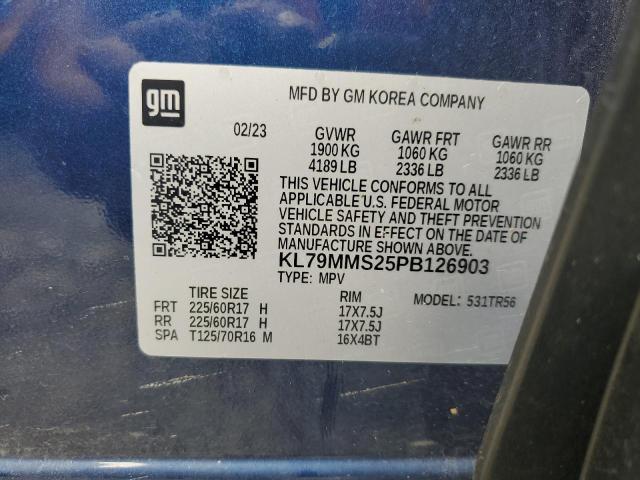 gm
MFD BY GM KOREA COMPANY
02/23 GVWR GAWR FRT GAWR RR
1900 KG 1060 KG 1060 KG
4189 LB 2336 LB 2336 LB
THIS VEHICLE CONFORMS TO ALL
APPLICABLE U.S. FEDERAL MOTOR
VEHICLE SAFETY AND THEFT PREVENTION
STANDARDS IN EFFECT ON THE DATE OF
MANUFACTURE SHOWN ABOVE.
KL79MMS25PB126903
TYPE: MPV
TIRE SIZE RIM MODEL: 531TR56
FRT 225/60R17 H 17X7.5J
RR 225/60R17 H 17X7.5J
SPA T125/70R16 M 16X4BT